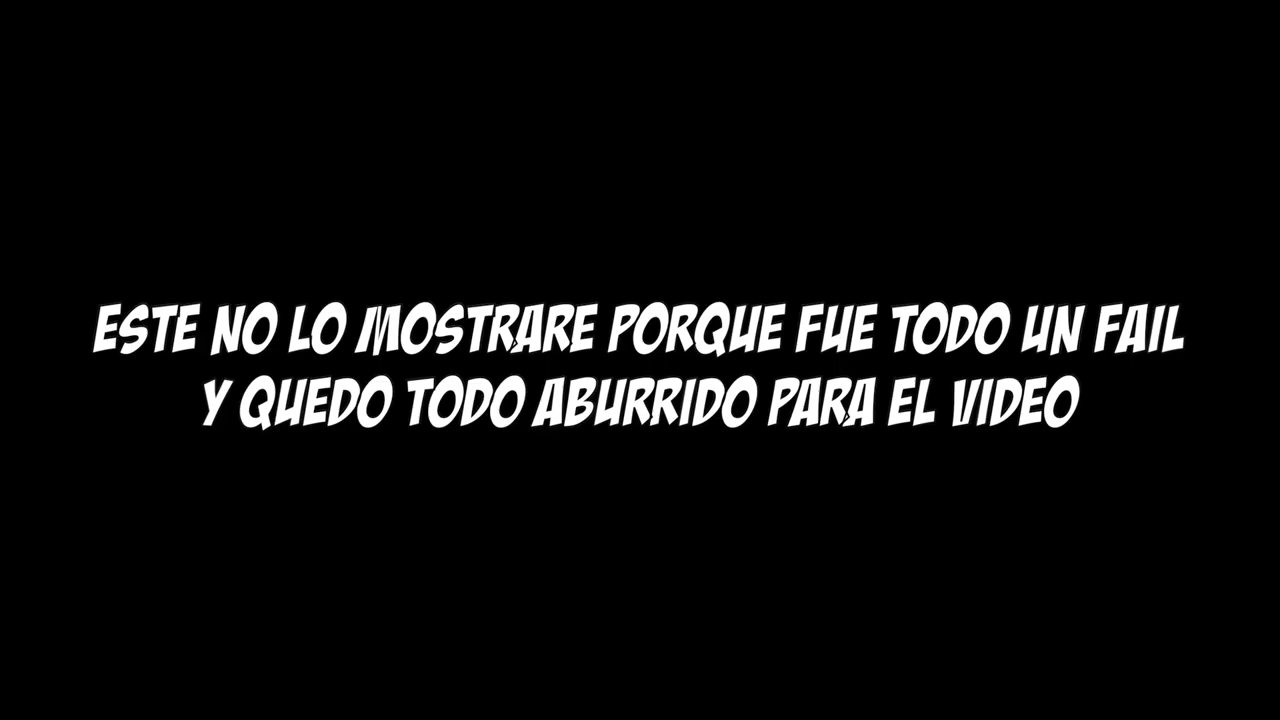 ESTE NO LO MOSTRARE PORQUE FUE TODO UN FAIL
Y QUEDO TODO ABURRIDO PARA EL VIDEO